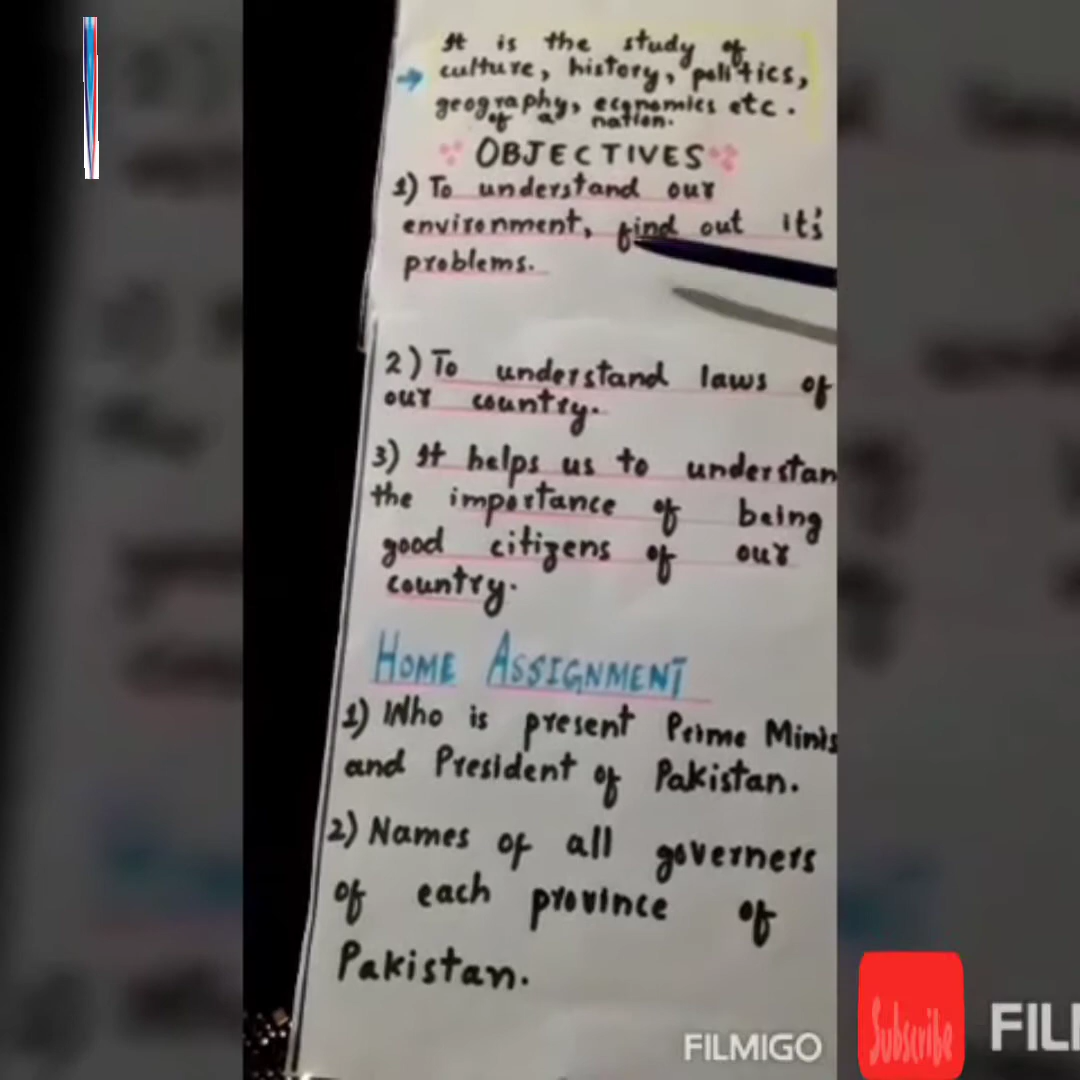 It is the study of
culture, history, politics,
geography, economics etc.
of a nation.
OBJECTIVES
1) To understand our
environment, find out it's
problems.
2) To understand laws of
our country.
3) It helps us to understan
the importance of being
good citizens of our
country.
HOME ASSIGNMENT
1) Who is present Prime Minis
and President of Pakistan.
2) Names of all governers
of each province of
Pakistan.
FILMIGO
Subscribe
FIL